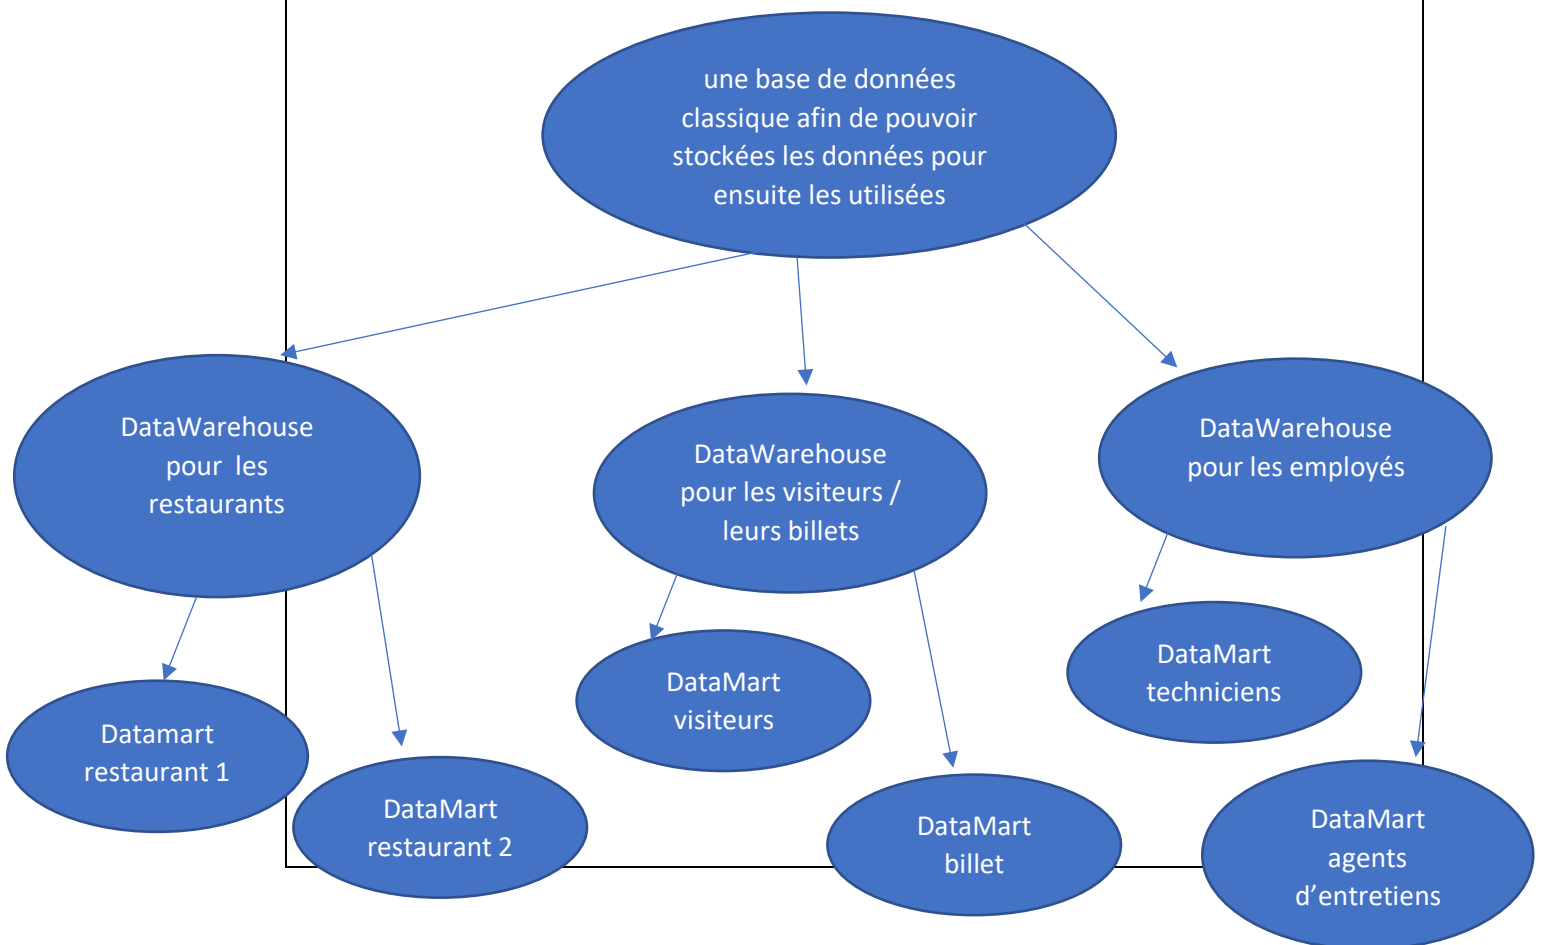 une base de données
classique afin de pouvoir
stockées les données pour
ensuite les utilisées
DataWarehouse
pour les
restaurants
DataWarehouse
pour les visiteurs /
leurs billets
DataWarehouse
pour les employés
Datamart
restaurant 1
DataMart
restaurant 2
DataMart
visiteurs
DataMart
billet
DataMart
techniciens
DataMart
agents
d’entretiens